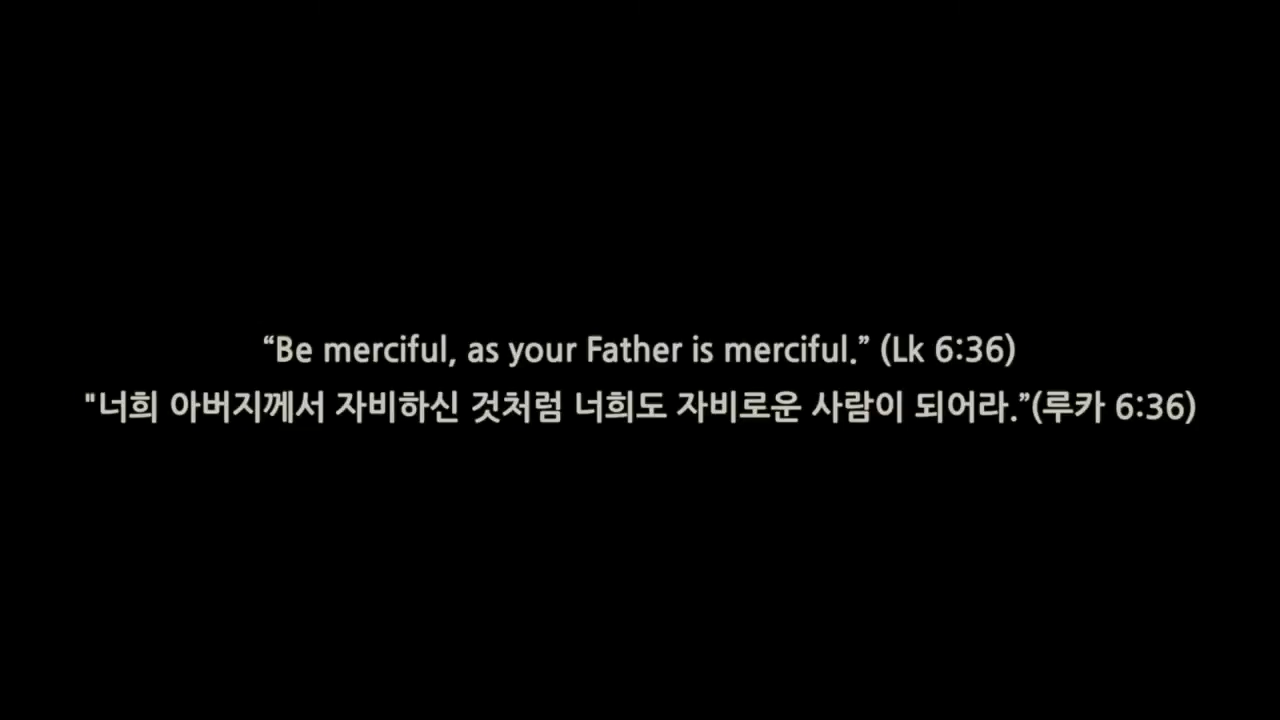 “Be merciful, as your Father is merciful.” (Lk 6:36)
"너희 아버지께서 자비하신 것처럼 너희도 자비로운 사람이 되어라.”(루카 6:36)